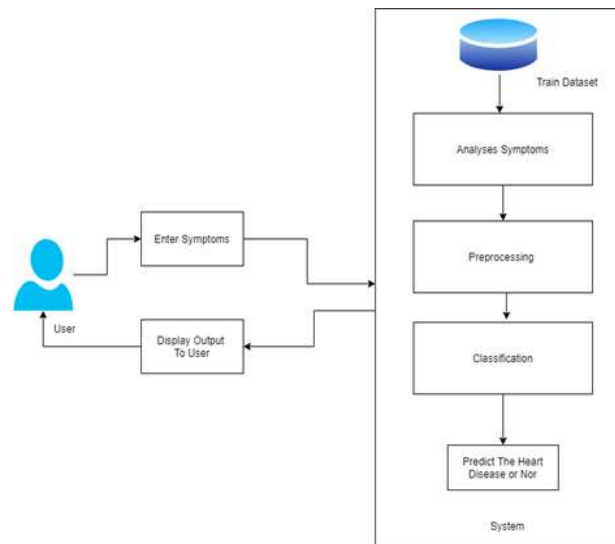 Train Dataset
Analyses Symptoms
Enter Symptoms
Preprocessing
User
Display Output
To User
Classification
Predict The Heart
Disease or Nor
System